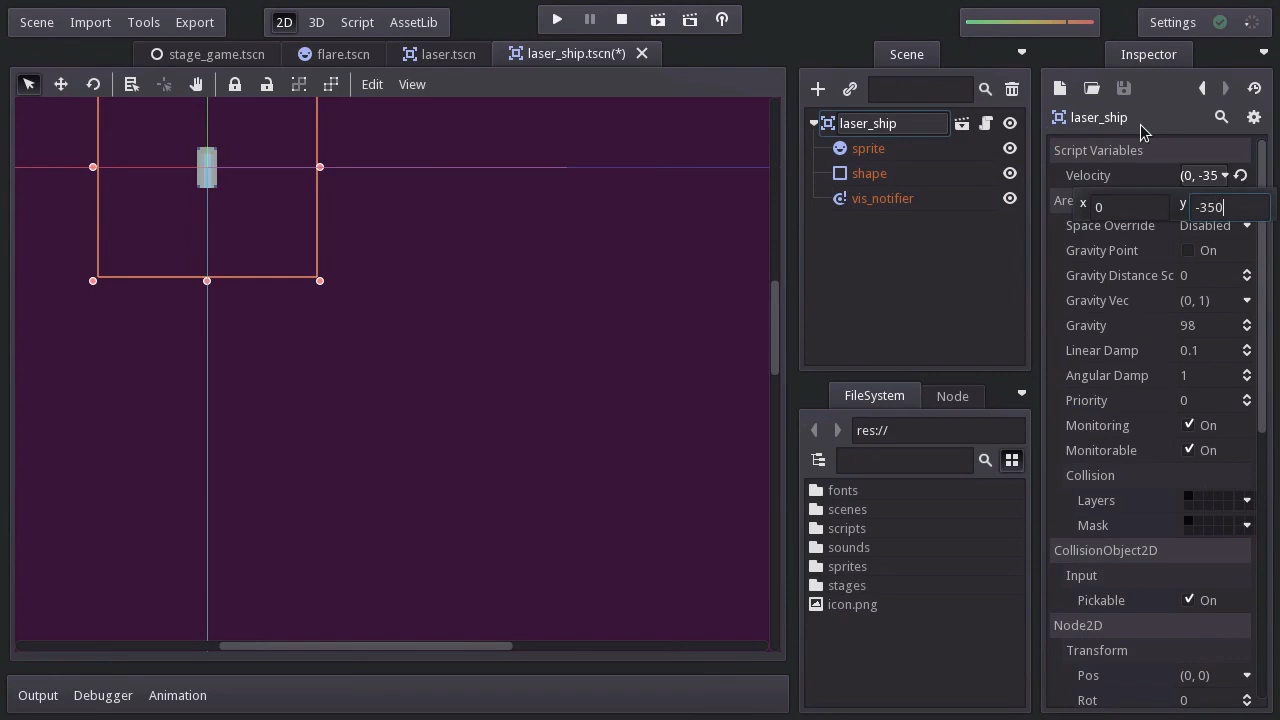 Scene Import Tools Export 2D 3D Script AssetLib Settings
stage_game.tscn flare.tscn laser.tscn laser_ship.tscn(*) Scene Inspector
Edit View
laser_ship laser_ship
Script Variables
sprite
Velocity (0, -35
shape
x 0 y -350
vis_notifier
Space Override Disabled
Gravity Point On
Gravity Distance Sc 0
Gravity Vec (0, 1)
Gravity 98
Linear Damp 0.1
Angular Damp 1
FileSystem Node
Priority 0
res://
Monitoring On
Monitorable On
Collision
fonts
Layers
scenes
scripts
Mask
sounds
CollisionObject2D
sprites
Input
stages
icon.png
Pickable On
Node2D
Transform
Pos (0, 0)
Output Debugger Animation
Rot 0